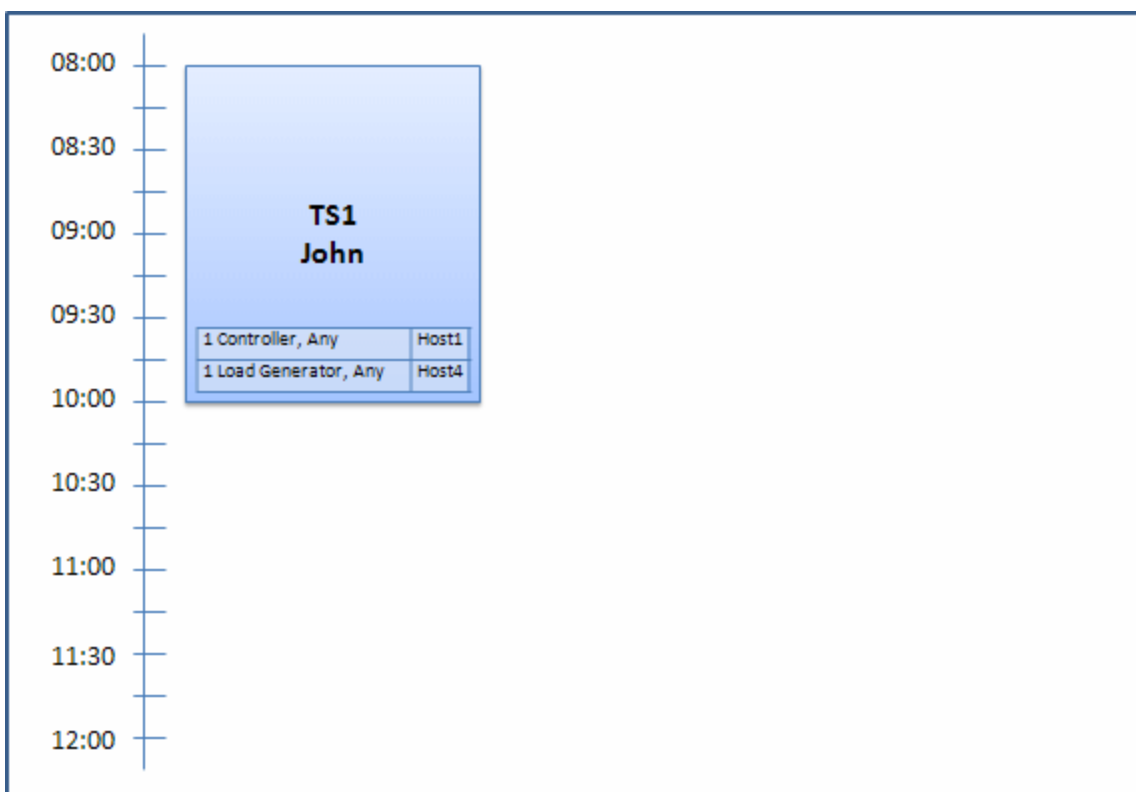 08:00
08:30
09:00
09:30
10:00
10:30
11:00
11:30
12:00
TS1
John
1 Controller, Any Host1
1 Load Generator, Any Host4